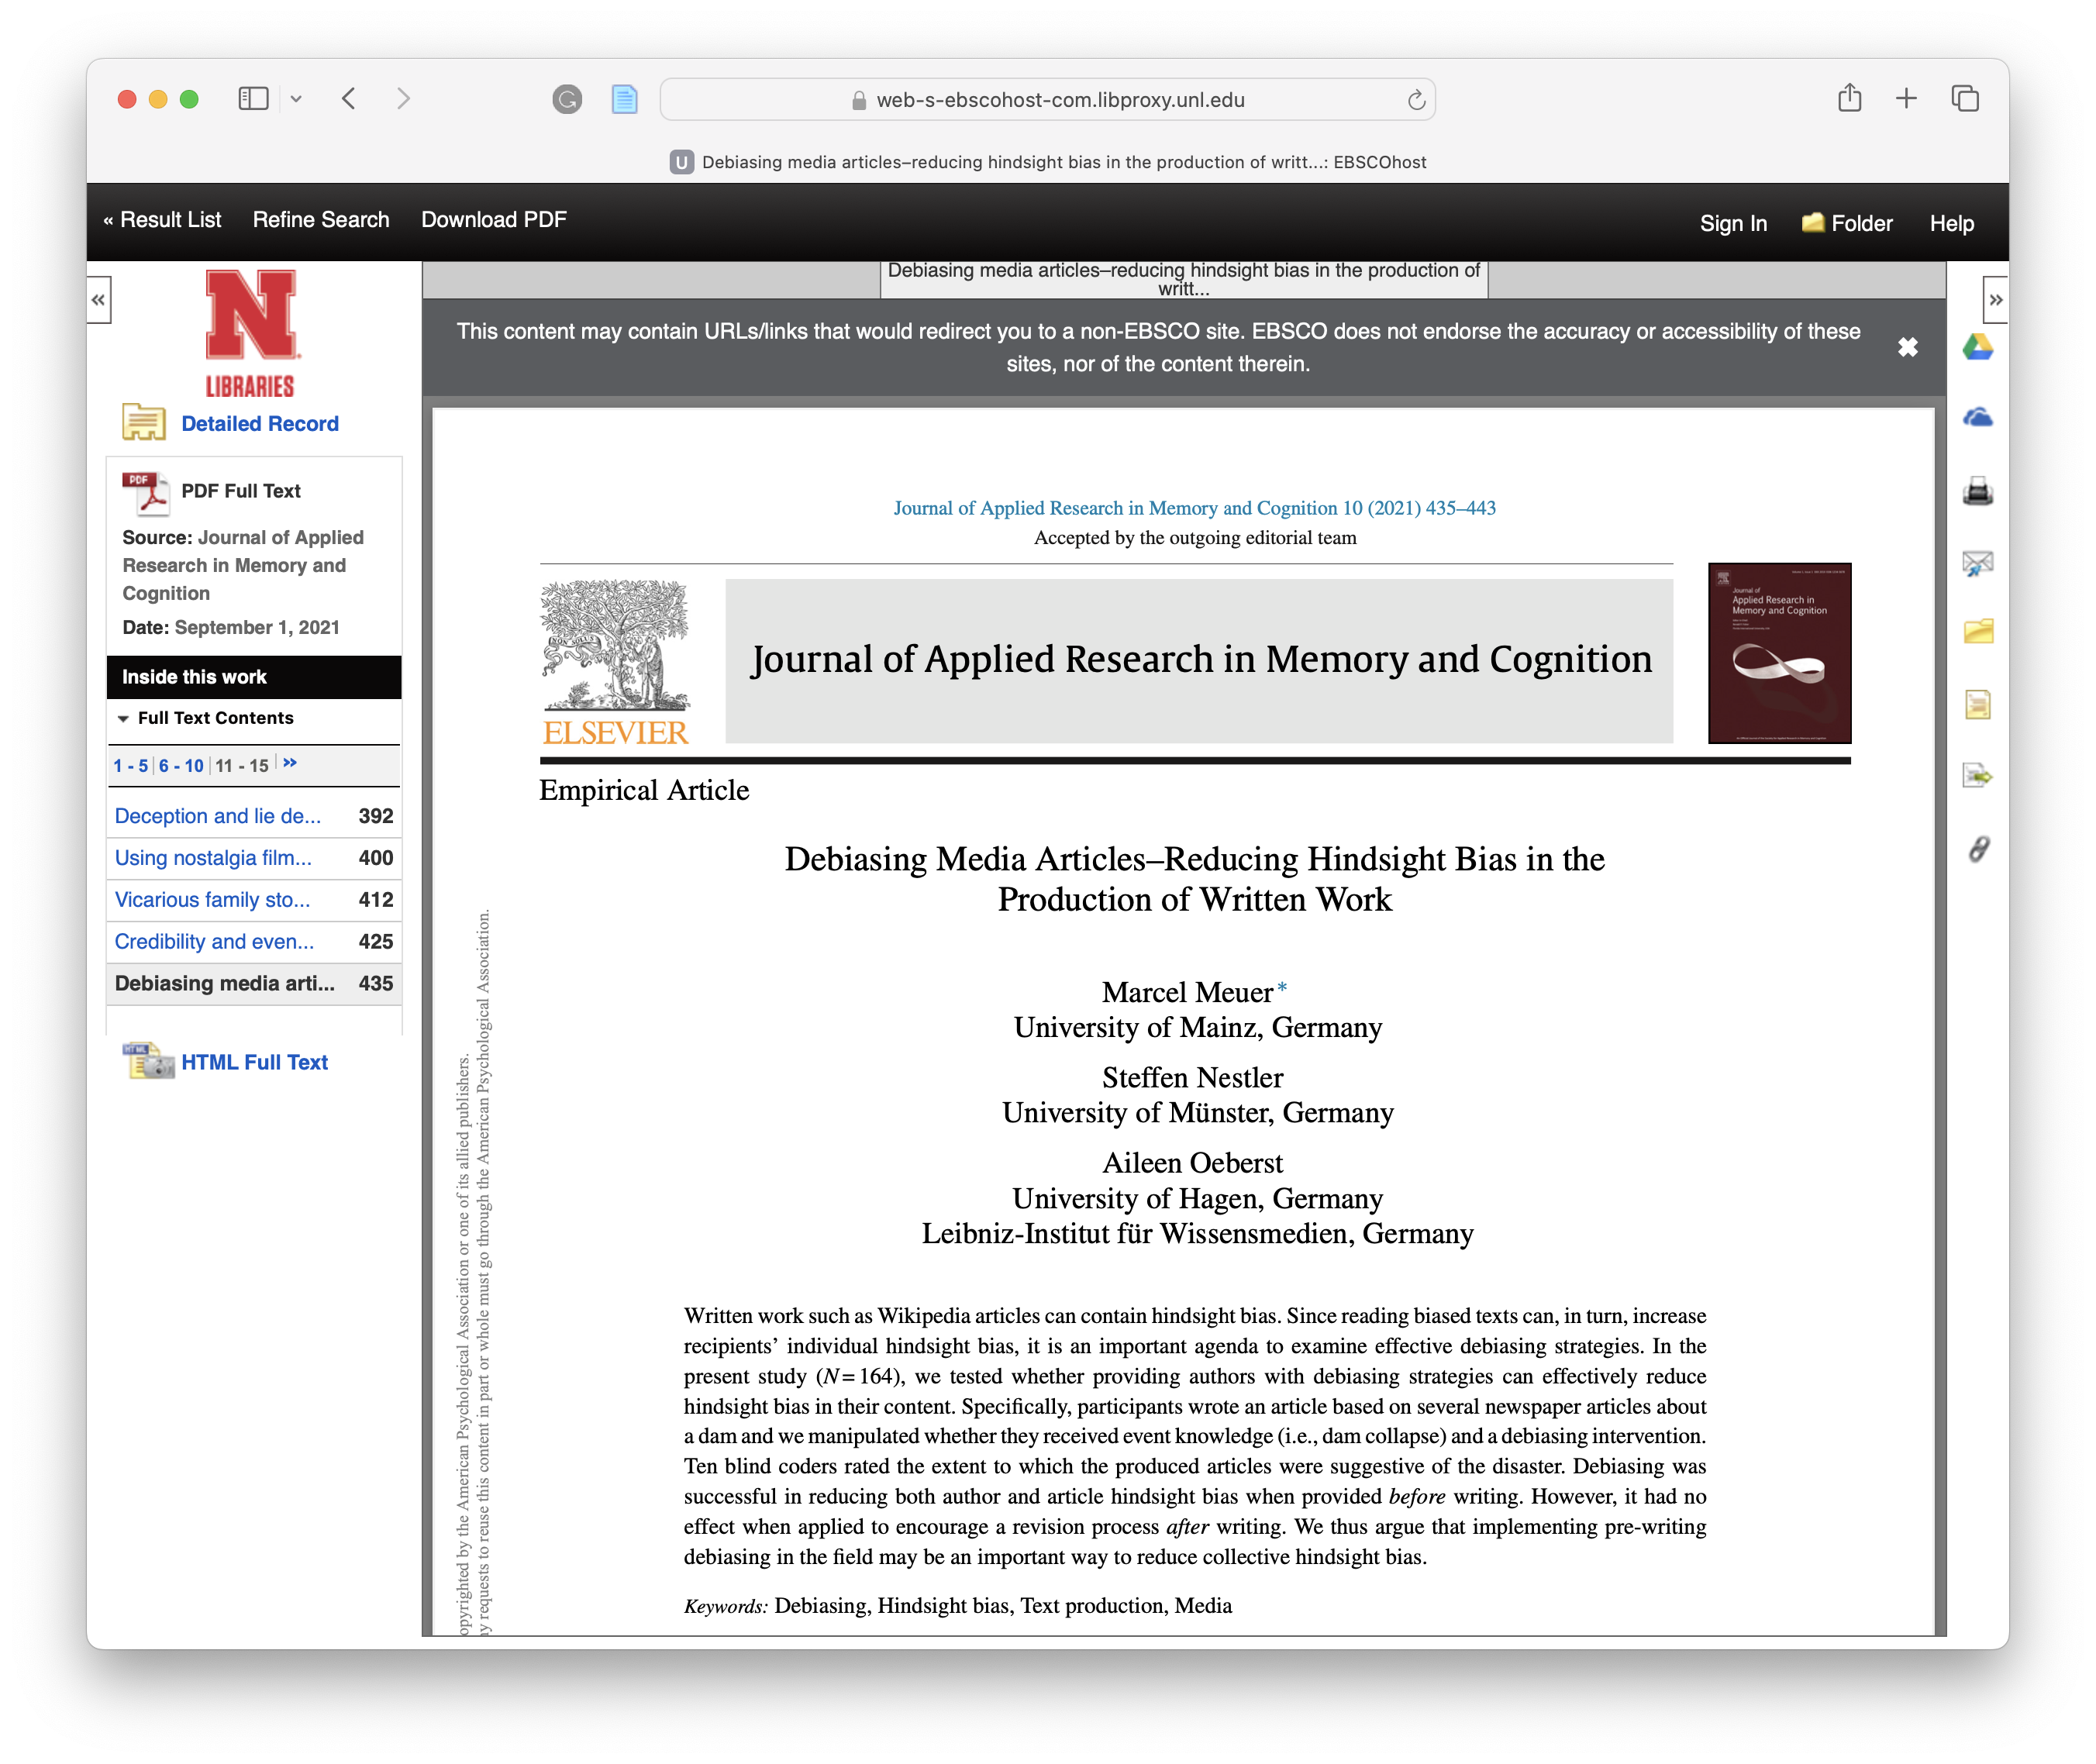 web-s-ebscohost-com.libproxy.unl.edu
U Debiasing media articles–reducing hindsight bias in the production of writt...: EBSCOhost
« Result List Refine Search Download PDF
Sign In Folder Help
N
LIBRARIES
Detailed Record
PDF PDF Full Text
Source: Journal of Applied
Research in Memory and
Cognition
Date: September 1, 2021
Inside this work
Full Text Contents
1 - 5 6 - 10 11 - 15 »
Deception and lie de... 392
Using nostalgia film... 400
Vicarious family sto... 412
Credibility and even... 425
Debiasing media arti... 435
HTML Full Text
Debiasing media articles–reducing hindsight bias in the production of
writt...
This content may contain URLs/links that would redirect you to a non-EBSCO site. EBSCO does not endorse the accuracy or accessibility of these
sites, nor of the content therein.
Journal of Applied Research in Memory and Cognition 10 (2021) 435–443
Accepted by the outgoing editorial team
ELSEVIER
Journal of Applied Research in Memory and Cognition
Journal of
Applied Research in
Memory and Cognition
Empirical Article
Debiasing Media Articles–Reducing Hindsight Bias in the
Production of Written Work
Marcel Meuer*
University of Mainz, Germany
Steffen Nestler
University of Münster, Germany
Aileen Oeberst
University of Hagen, Germany
Leibniz-Institut für Wissensmedien, Germany
Written work such as Wikipedia articles can contain hindsight bias. Since reading biased texts can, in turn, increase
recipients' individual hindsight bias, it is an important agenda to examine effective debiasing strategies. In the
present study (N = 164), we tested whether providing authors with debiasing strategies can effectively reduce
hindsight bias in their content. Specifically, participants wrote an article based on several newspaper articles about
a dam and we manipulated whether they received event knowledge (i.e., dam collapse) and a debiasing intervention.
Ten blind coders rated the extent to which the produced articles were suggestive of the disaster. Debiasing was
successful in reducing both author and article hindsight bias when provided before writing. However, it had no
effect when applied to encourage a revision process after writing. We thus argue that implementing pre-writing
debiasing in the field may be an important way to reduce collective hindsight bias.
Keywords: Debiasing, Hindsight bias, Text production, Media
opyrighted by the American Psychological Association or one of its allied publishers.
ny requests to reuse this content in part or whole must go through the American Psychological Association.